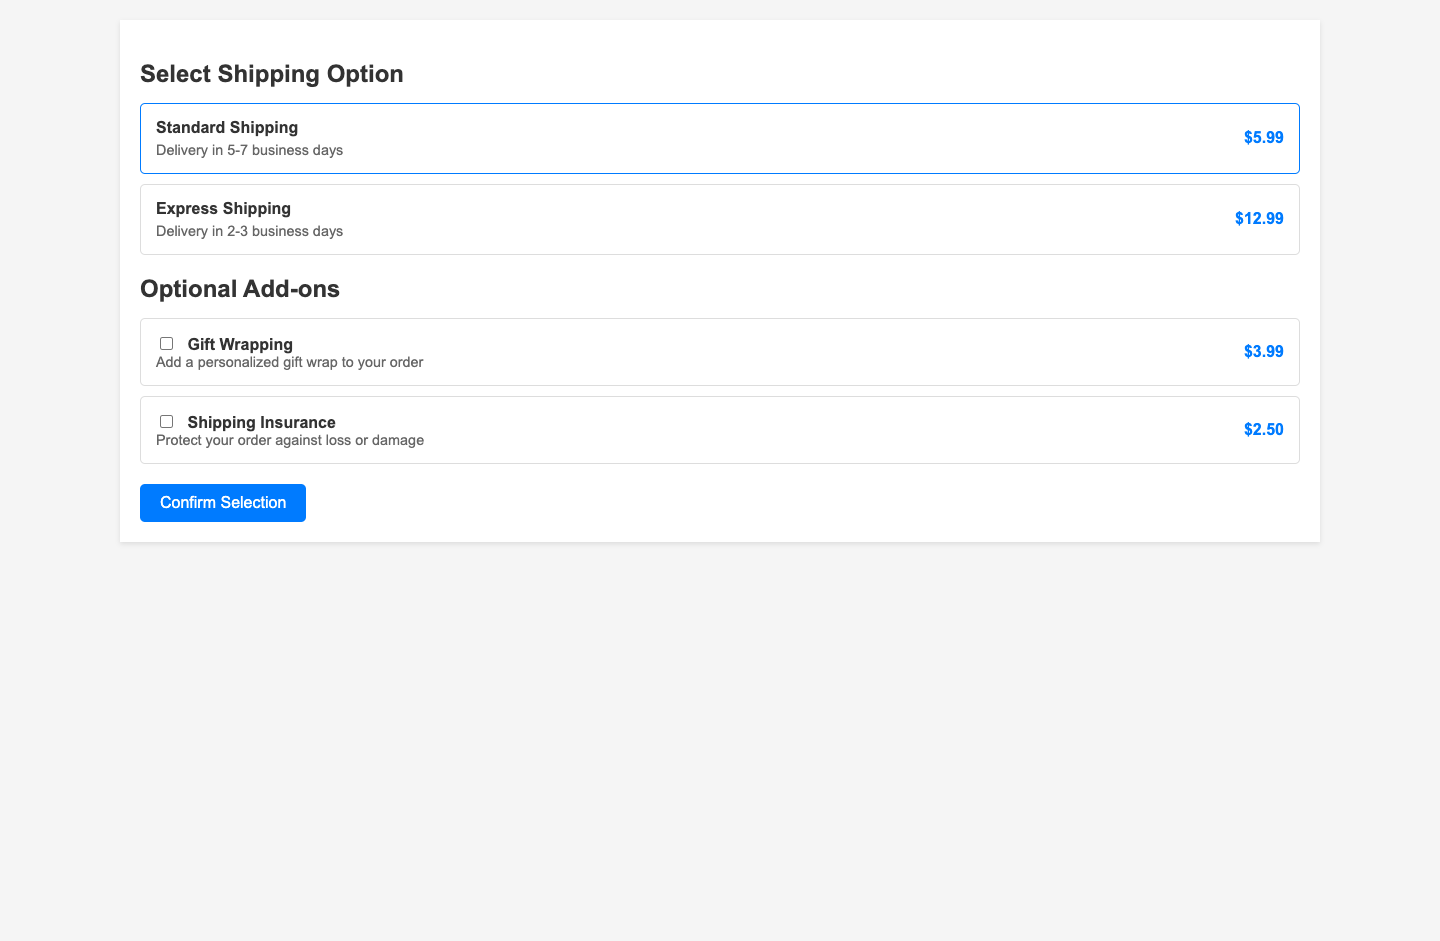 Select Shipping Option
Standard Shipping
Delivery in 5-7 business days
$5.99
Express Shipping
Delivery in 2-3 business days
$12.99
Optional Add-ons
Gift Wrapping
Add a personalized gift wrap to your order
$3.99
Shipping Insurance
Protect your order against loss or damage
$2.50
Confirm Selection